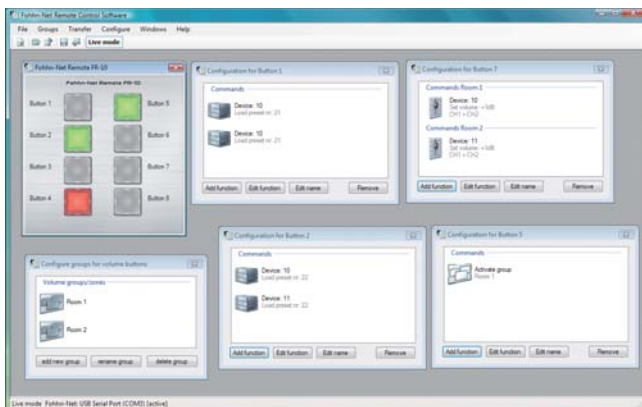 Fohhn-Net Remote Control Software
File Groups Transfer Configure Windows Help
Live mode
Fohhn-Net Remote PR-10
Fohhn-Net Remote PR-10
Button 1
Button 5
Button 2
Button 6
Button 3
Button 7
Button 4
Button 8
Configuration for Button 1
Commands
Device: 10
Load preset nr: 21
Device: 10
Load preset nr: 21
Add function Edit function Edit name Remove
Configuration for Button 7
Commands Room 1
Device: 10
CH1 + CH2
Commands Room 2
Device: 11
CH1 + CH2
Add function Edit function Edit name Remove
Configure groups for volume buttons
Volume groups/zones
Room 1
Room 2
add new group rename group delete group
Configuration for Button 2
Commands
Device: 10
Load preset nr: 22
Device: 11
Load preset nr: 22
Add function Edit function Edit name Remove
Configuration for Button 5
Commands
Activate group
Room 1
Add function Edit function Edit name Remove
Live mode Fohhn-Net: USB Serial Port (COM3) [active]